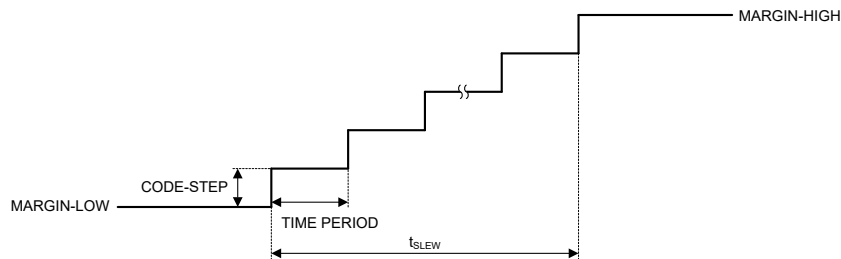 MARGIN-HIGH
CODE-STEP
MARGIN-LOW
TIME PERIOD
tSLEW